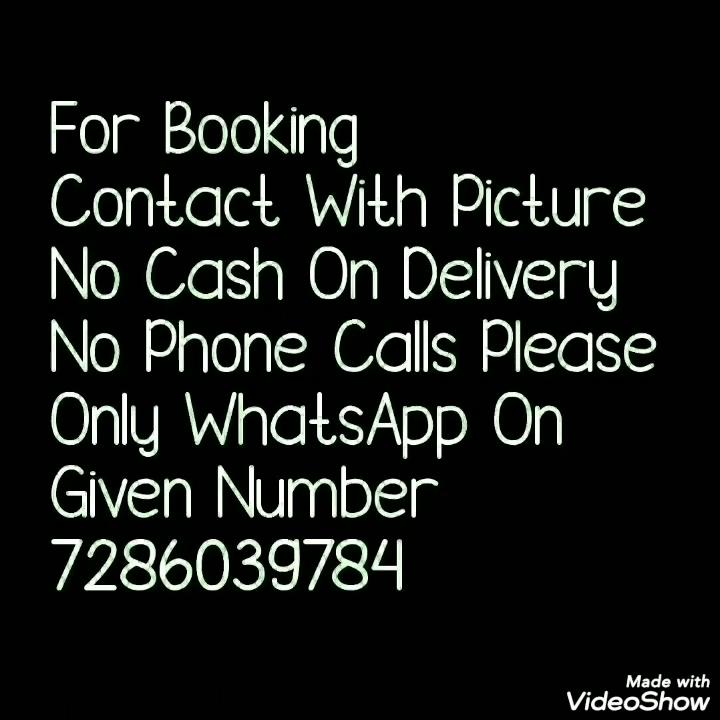 For Booking
Contact With Picture
No Cash On Delivery
No Phone Calls Please
Only WhatsApp On
Given Number
7286039784
Made with
VideoShow